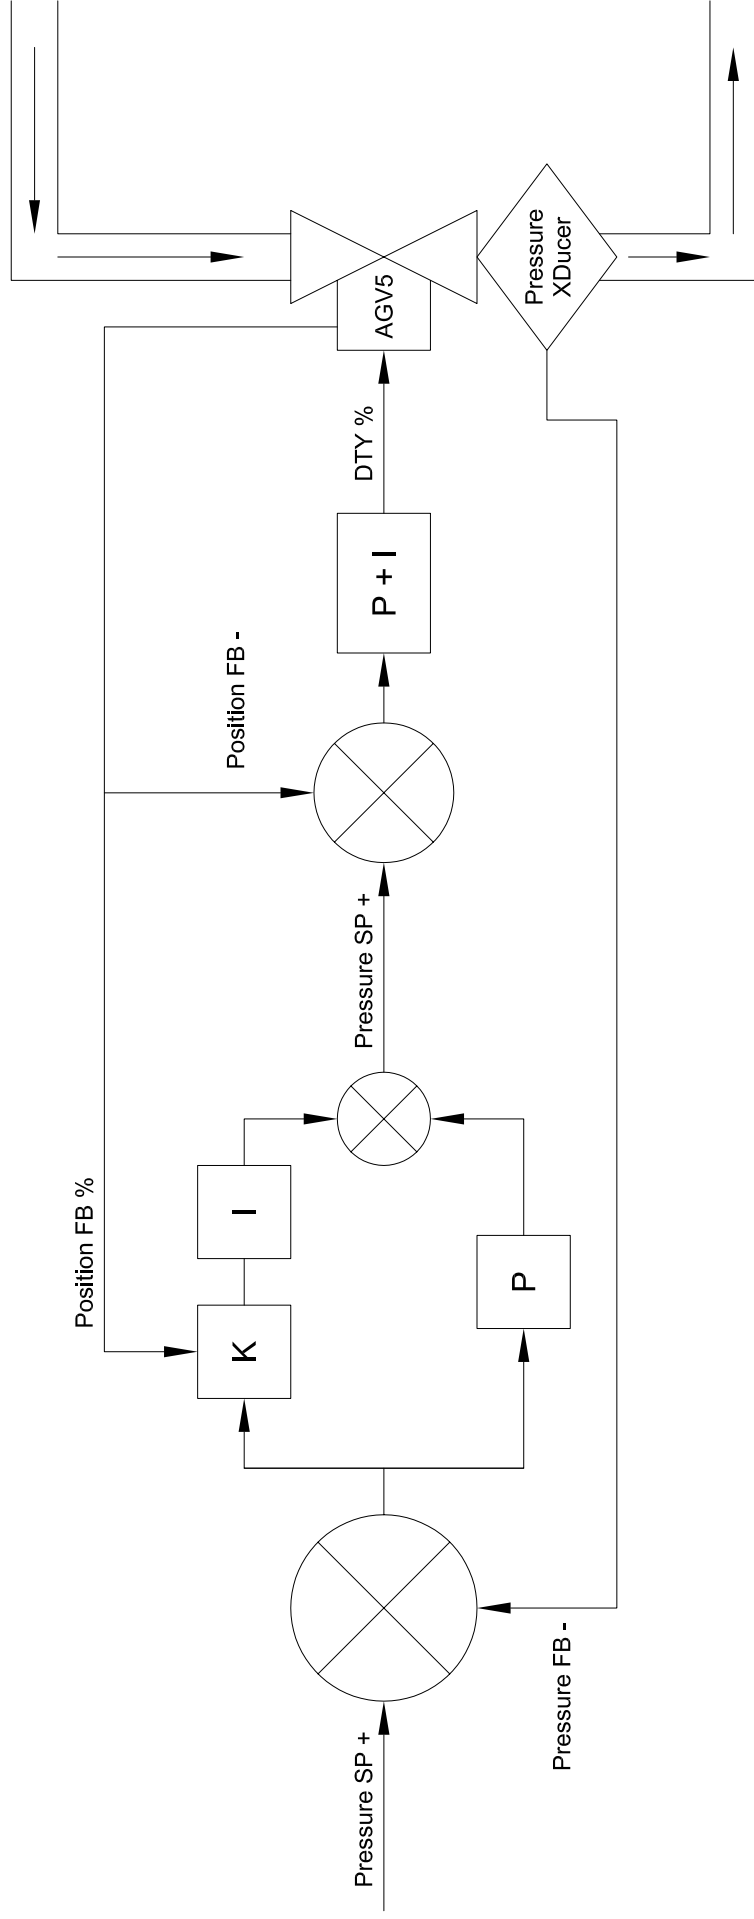 Pressure SP +
Pressure FB -
Position FB %
K
I
P
Pressure SP +
Position FB -
P + I
DTY %
AGV5
Pressure
XDucer